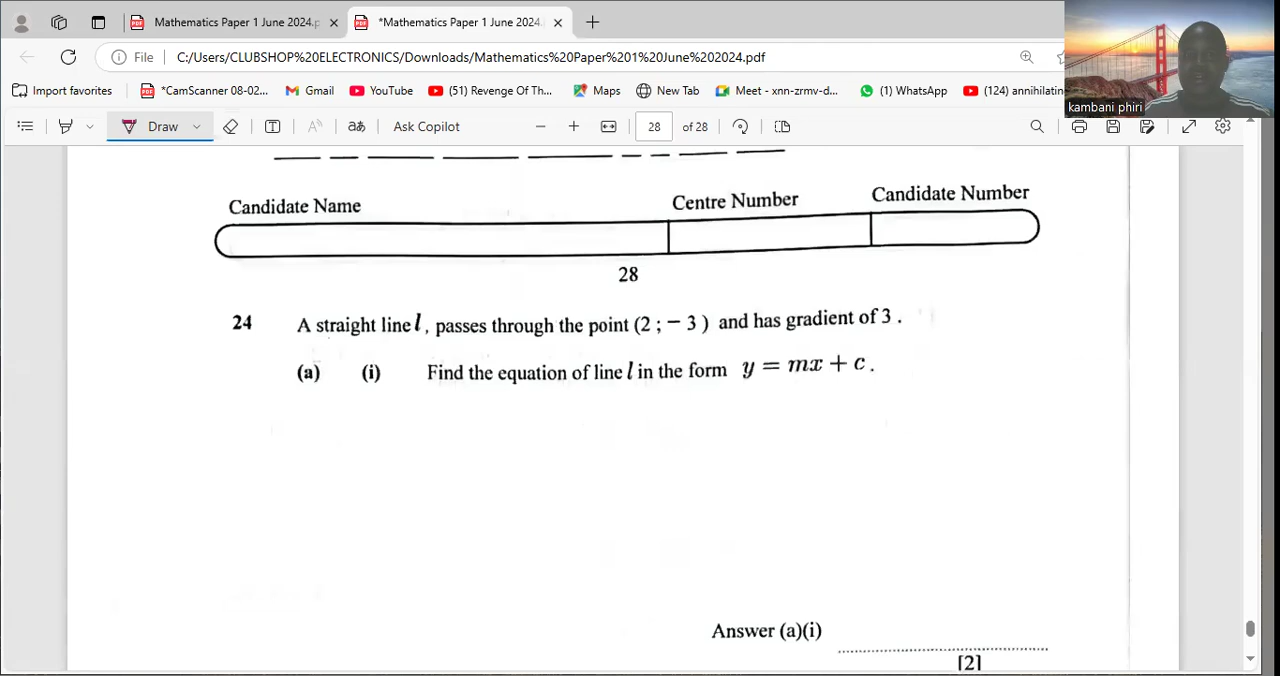 Mathematics Paper 1 June 2024.p
*Mathematics Paper 1 June 2024.
File C:/Users/CLUBSHOP%20ELECTRONICS/Downloads/Mathematics%20Paper%201%20June%202024.pdf
Import favorites *CamScanner 08-02... Gmail YouTube (51) Revenge Of Th... Maps New Tab Meet - xnn-zrmv-d... (1) WhatsApp (124) annihilatin
kambani phiri
Draw Ask Copilot 28 of 28
Candidate Name Centre Number Candidate Number
28
24 A straight line l, passes through the point (2 ; − 3 ) and has gradient of 3 .
(a) (i) Find the equation of line l in the form y = mx + c .
Answer (a)(i)
[2]